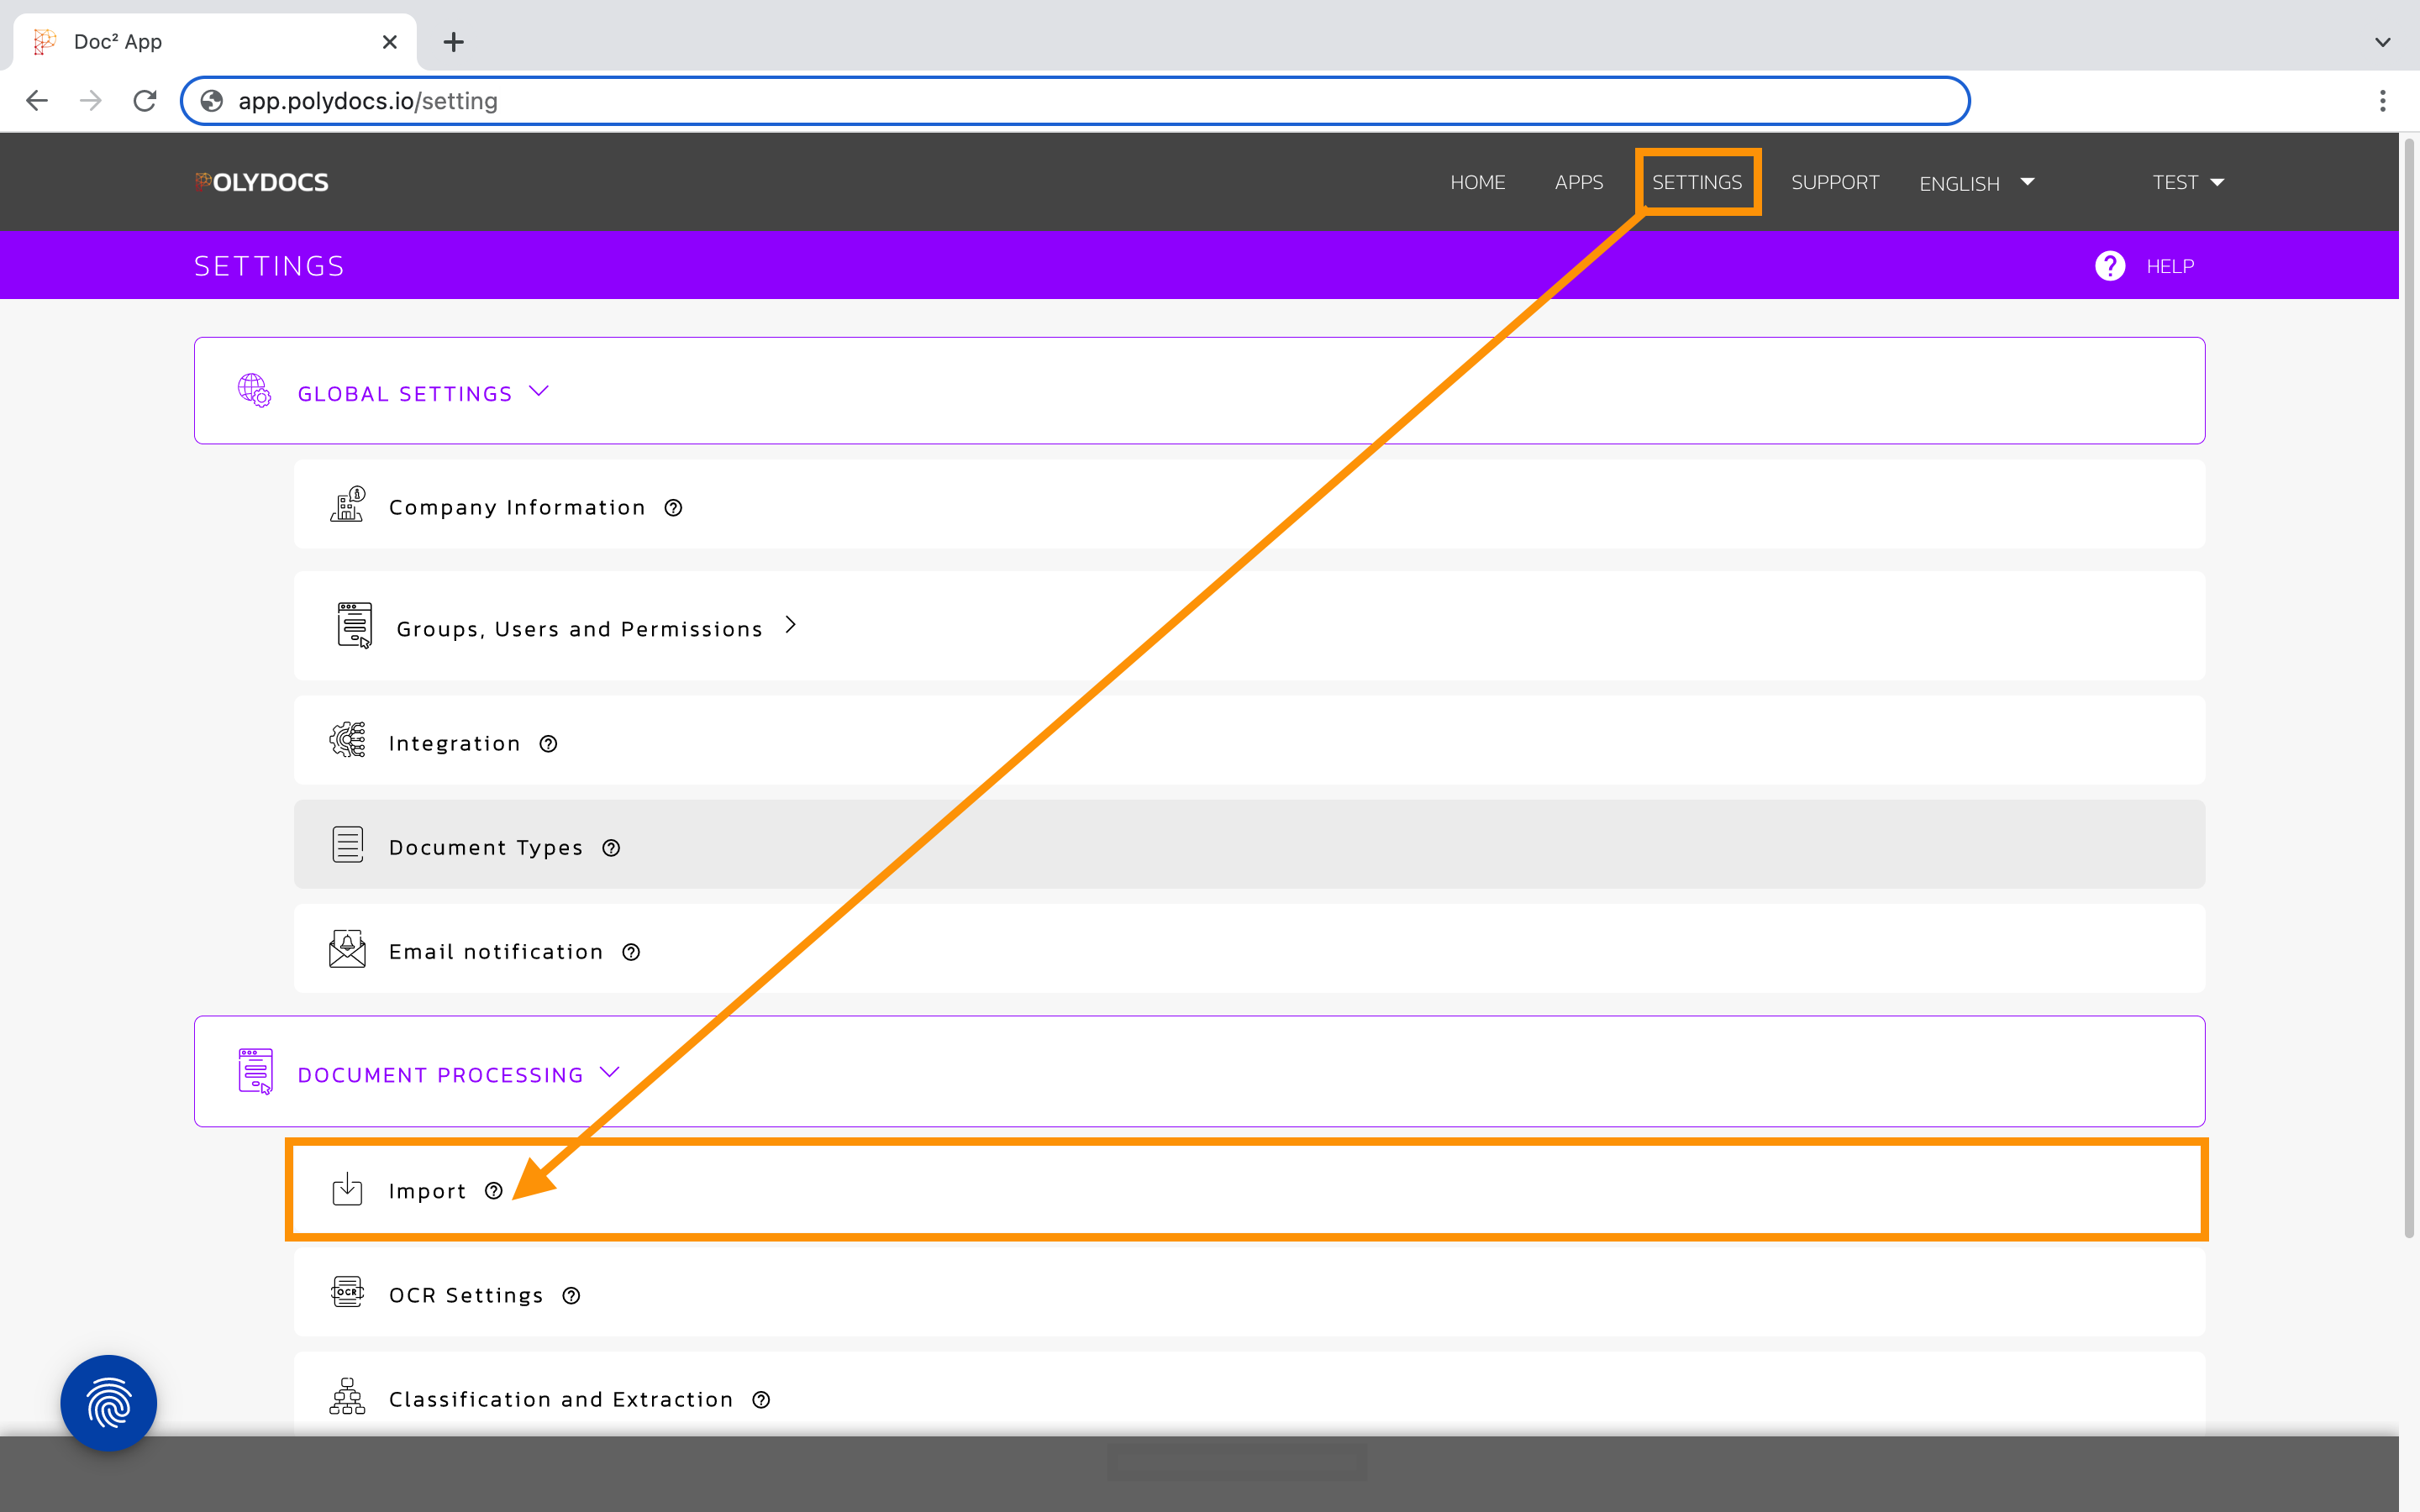 Doc² App
app.polydocs.io/setting
POLYDOCS
HOME APPS SETTINGS SUPPORT ENGLISH TEST
SETTINGS
? HELP
GLOBAL SETTINGS
Company Information ?
Groups, Users and Permissions
Integration ?
Document Types ?
Email notification ?
DOCUMENT PROCESSING
Import ?
OCR
OCR Settings ?
Classification and Extraction ?